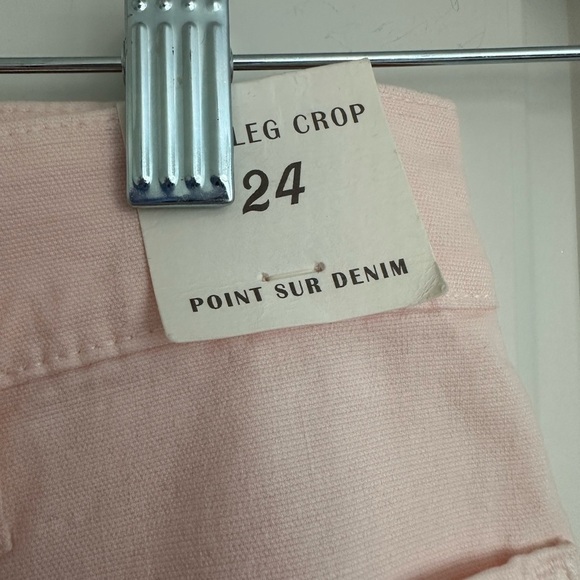 LEG CROP
24
POINT SUR DENIM